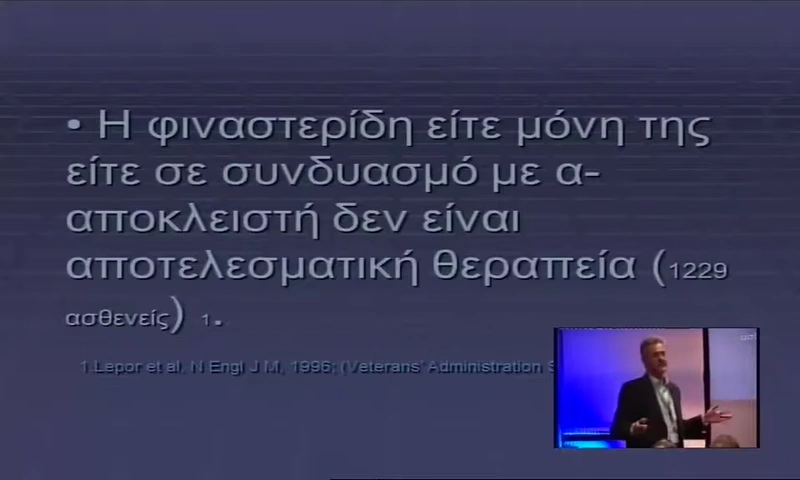 • Η φιναστερίδη είτε μόνη της
είτε σε συνδυασμό με α-
αποκλειστή δεν είναι
αποτελεσματική θεραπεία (1229
ασθενείς) 1.
1 Lepor et al, N Engl J M, 1996; (Veterans' Administration S